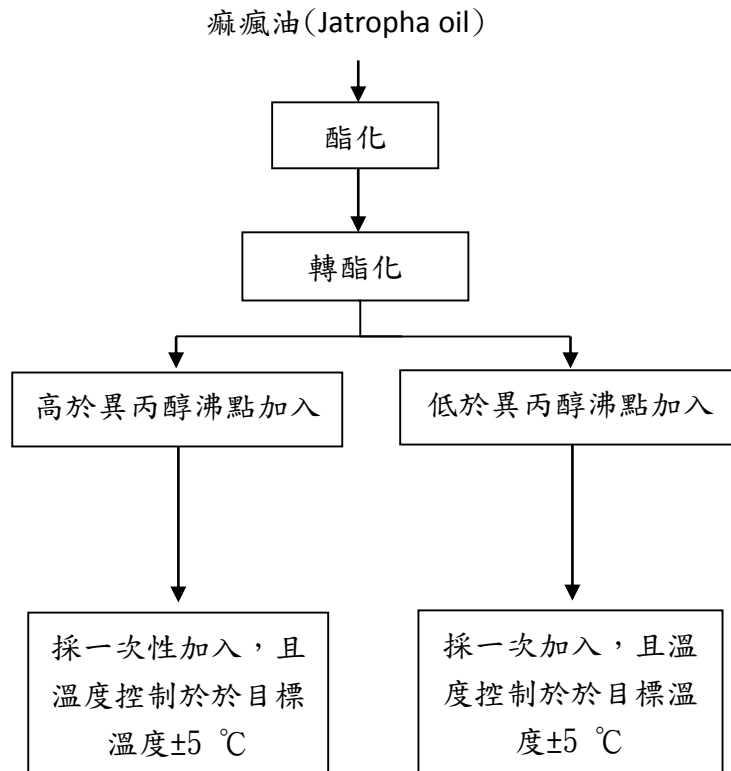 痲瘋油(Jatropha oil)
酯化
轉酯化
高於異丙醇沸點加入
低於異丙醇沸點加入
採一次性加入，且
溫度控制於於目標
溫度±5 ℃
採一次加入，且溫
度控制於於目標溫
度±5 ℃